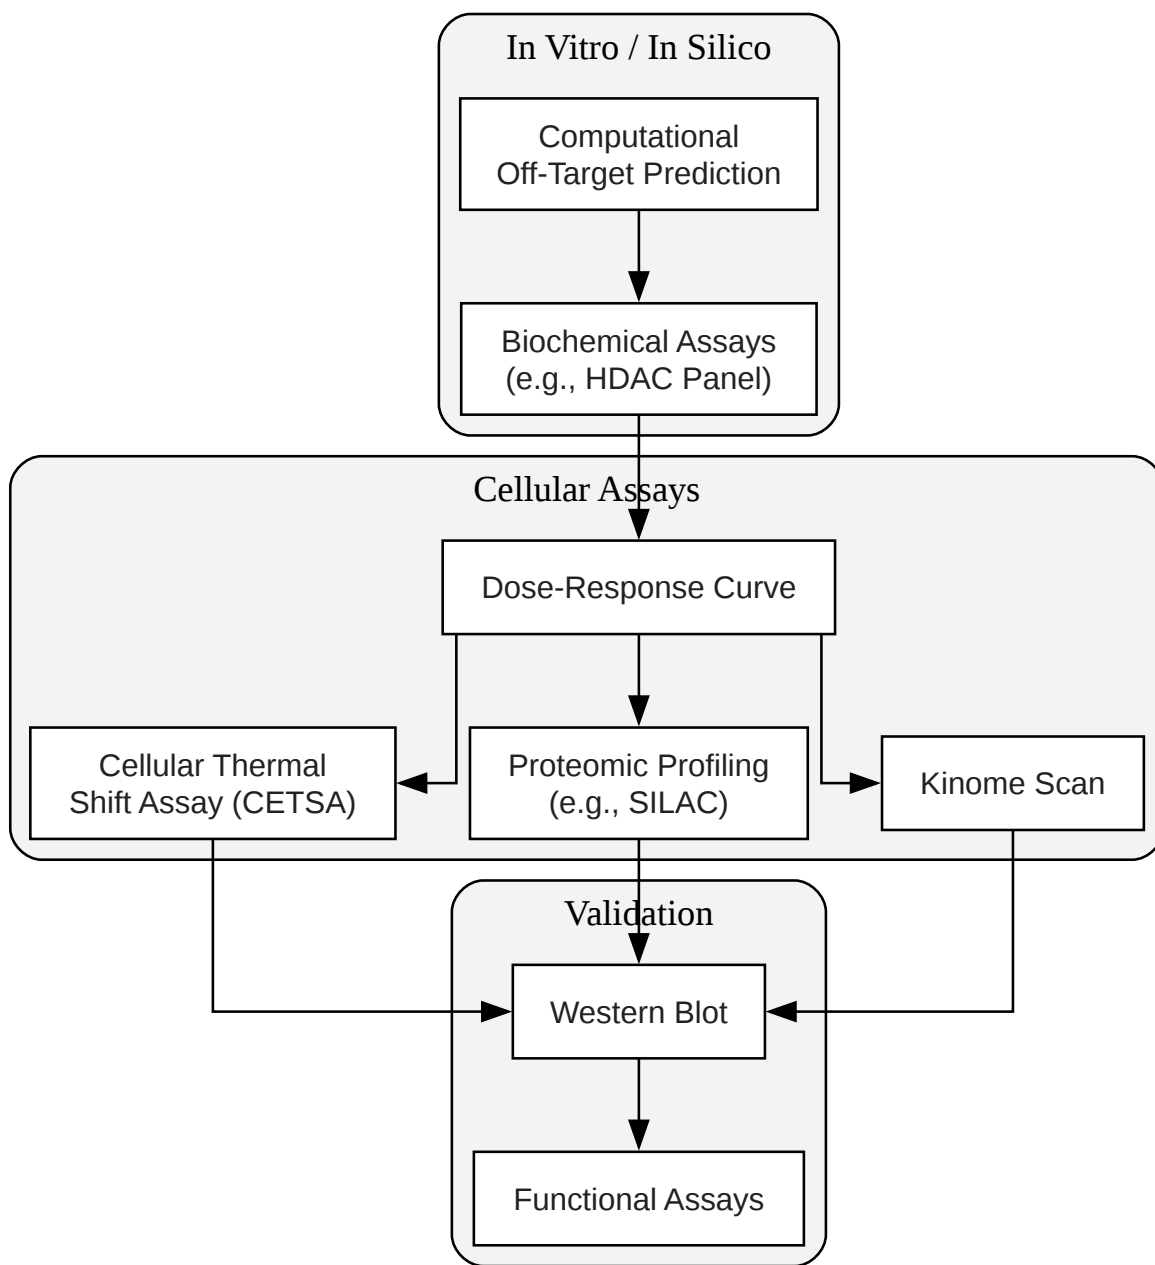 In Vitro / In Silico
Computational
Off-Target Prediction
Biochemical Assays
(e.g., HDAC Panel)
Cellular Assays
Dose-Response Curve
Cellular Thermal
Shift Assay (CETSA)
Proteomic Profiling
(e.g., SILAC)
Kinome Scan
Validation
Western Blot
Functional Assays